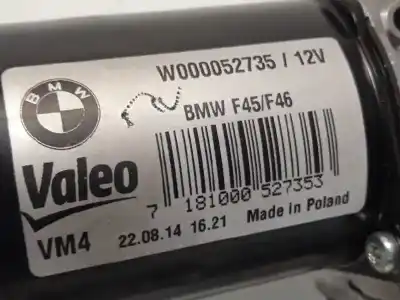 BMW
W000052735 / 12V
BMW F45/F46
Valeo
7 181000 527353
VM4 22.08.14 16.21 Made in Poland